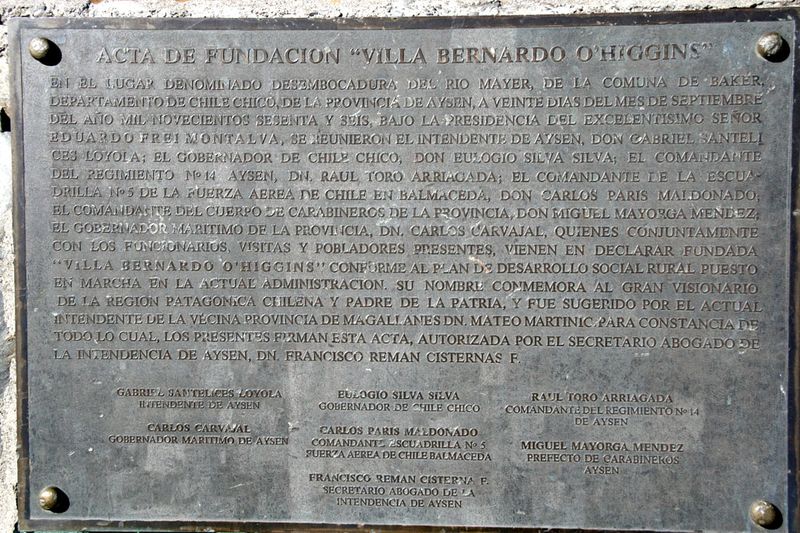 ACTA DE FUNDACION "VILLA BERNARDO O'HIGGINS"
EN EL LUGAR DENOMINADO DESEMBOCADURA DEL RIO MAYER, DE LA COMUNA DE BAKER,
DEPARTAMENTO DE CHILE CHICO, DE LA PROVINCIA DE AYSEN, A VEINTE DIAS DEL MES DE SEPTIEMBRE
DEL AÑO MIL NOVECIENTOS SESENTA Y SEIS, BAJO LA PRESIDENCIA DEL EXCELENTISIMO SEÑOR
EDUARDO FREI MONTALVA, SE REUNIERON EL INTENDENTE DE AYSEN, DON GABRIEL SANTELI
CES LOYOLA; EL GOBERNADOR DE CHILE CHICO, DON EULOGIO SILVA SILVA; EL COMANDANTE
DEL REGIMIENTO Nº 14 AYSEN, DN. RAUL TORO ARRIAGADA; EL COMANDANTE DE LA ESCUA-
DRILLA Nº 5 DE LA FUERZA AEREA DE CHILE EN BALMACEDA, DON CARLOS PARIS MALDONADO;
EL COMANDANTE DEL CUERPO DE CARABINEROS DE LA PROVINCIA, DON MIGUEL MAYORGA MENDEZ;
EL GOBERNADOR MARITIMO DE LA PROVINCIA, DN. CARLOS CARVAJAL, QUIENES CONJUNTAMENTE
CON LOS FUNCIONARIOS, VISITAS Y POBLADORES PRESENTES, VIENEN EN DECLARAR FUNDADA
"VILLA BERNARDO O'HIGGINS" CONFORME AL PLAN DE DESARROLLO SOCIAL RURAL PUESTO
EN MARCHA EN LA ACTUAL ADMINISTRACION. SU NOMBRE CONMEMORA AL GRAN VISIONARIO
DE LA REGION PATAGONICA CHILENA Y PADRE DE LA PATRIA, Y FUE SUGERIDO POR EL ACTUAL
INTENDENTE DE LA VECINA PROVINCIA DE MAGALLANES DN. MATEO MARTINIC. PARA CONSTANCIA DE
TODO LO CUAL, LOS PRESENTES FIRMAN ESTA ACTA, AUTORIZADA POR EL SECRETARIO ABOGADO DE
LA INTENDENCIA DE AYSEN, DN. FRANCISCO REMAN CISTERNAS F.
GABRIEL SANTELICES LOYOLA
INTENDENTE DE AYSEN
EULOGIO SILVA SILVA
GOBERNADOR DE CHILE CHICO
RAUL TORO ARRIAGADA
COMANDANTE DEL REGIMIENTO Nº 14
DE AYSEN
CARLOS CARVAJAL
GOBERNADOR MARITIMO DE AYSEN
CARLOS PARIS MALDONADO
COMANDANTE ESCUADRILLA Nº 5
FUERZA AEREA DE CHILE BALMACEDA
MIGUEL MAYORGA MENDEZ
PREFECTO DE CARABINEROS
AYSEN
FRANCISCO REMAN CISTERNA F.
SECRETARIO ABOGADO DE LA
INTENDENCIA DE AYSEN